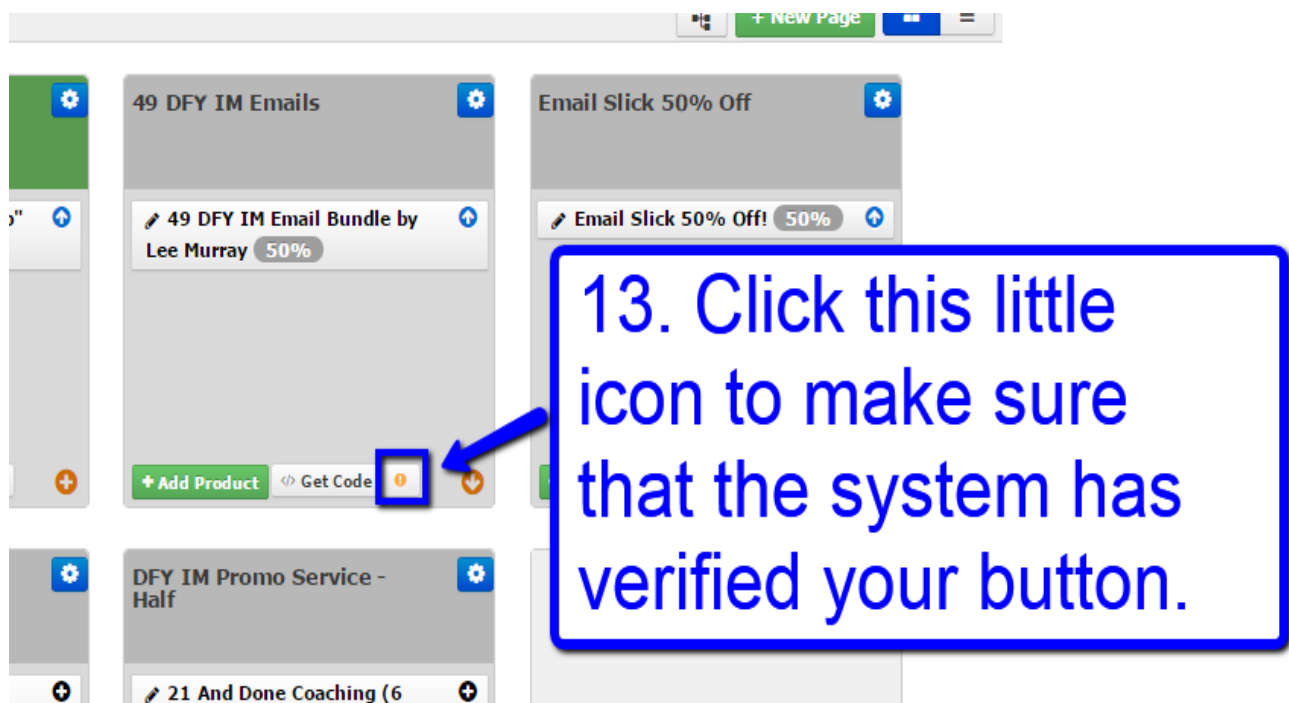 + New Page
49 DFY IM Emails
Email Slick 50% Off
49 DFY IM Email Bundle by
Lee Murray 50%
Email Slick 50% Off! 50%
13. Click this little
icon to make sure
that the system has
verified your button.
+ Add Product </> Get Code
DFY IM Promo Service -
Half
21 And Done Coaching (6